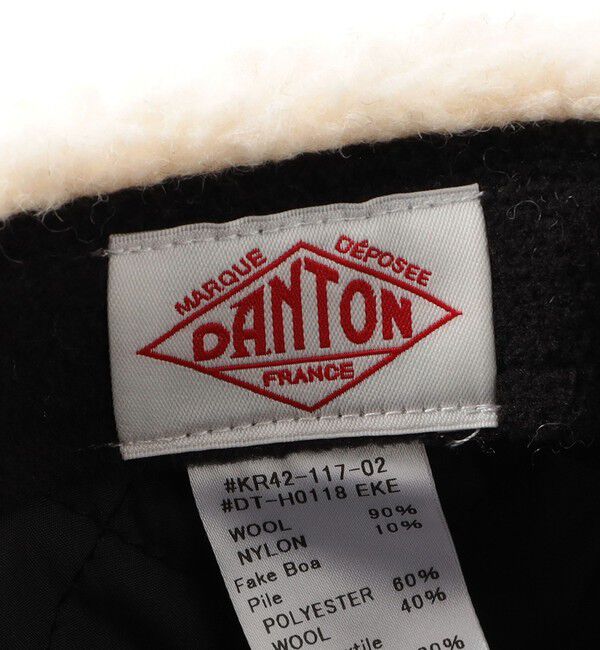 MARQUE DÉPOSÉE
DANTON
FRANCE
#KR42-117-02
#DT-H0118 EKE
WOOL 90%
NYLON 10%
Fake Boa
Pile
POLYESTER 60%
WOOL 40%